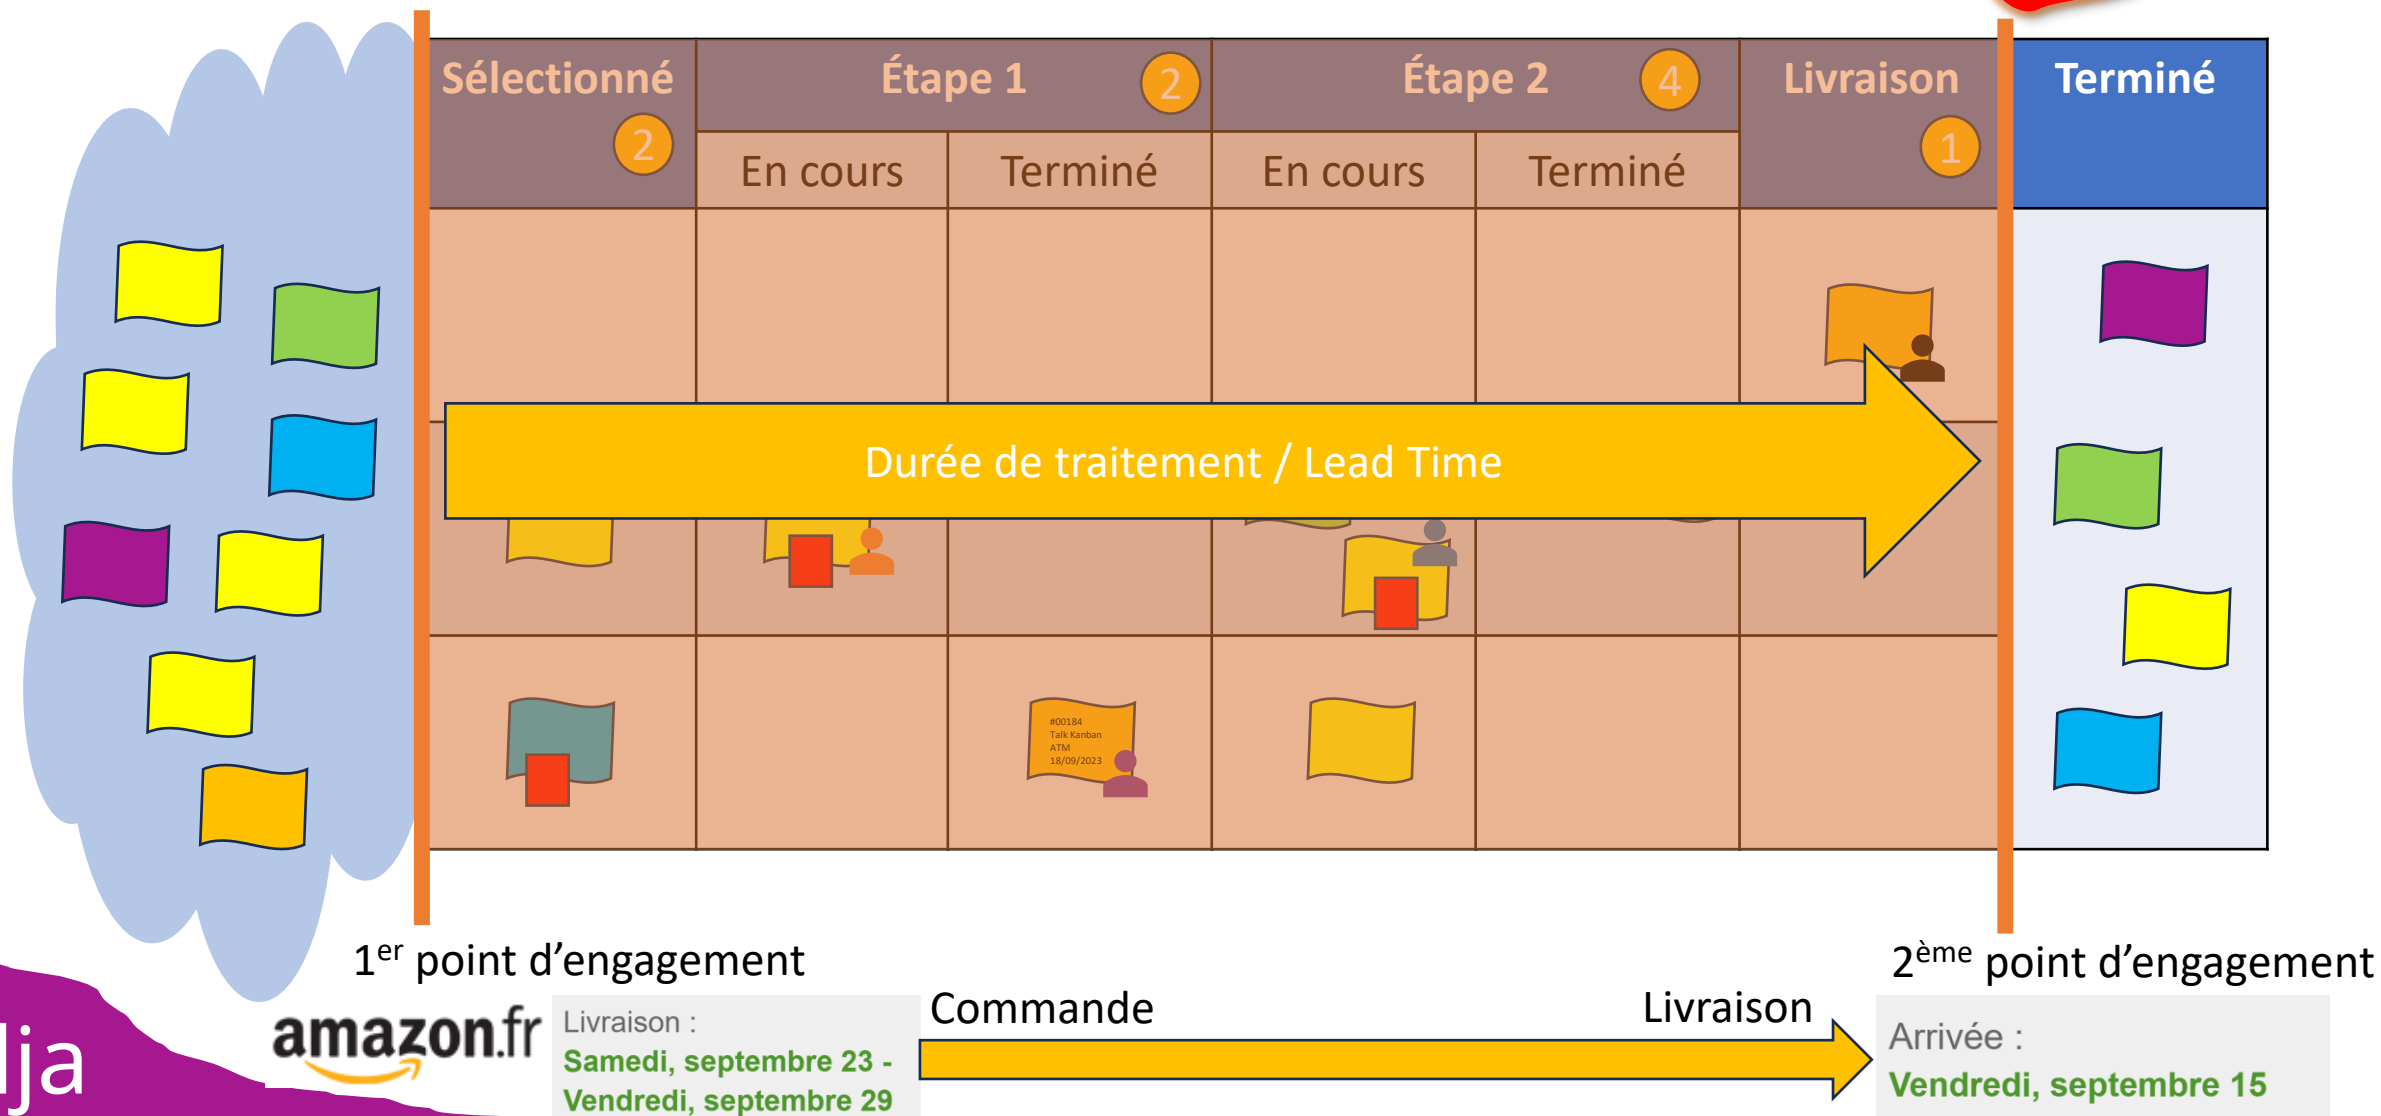 Sélectionné
2
Étape 1
2
Étape 2
4
Livraison
1
Terminé
En cours
Terminé
En cours
Terminé
Durée de traitement / Lead Time
#00184
Talk Kanban
ATM
18/09/2023
1er point d’engagement
2ème point d’engagement
amazon.fr
Livraison :
Samedi, septembre 23 -
Vendredi, septembre 29
Commande
Livraison
Arrivée :
Vendredi, septembre 15